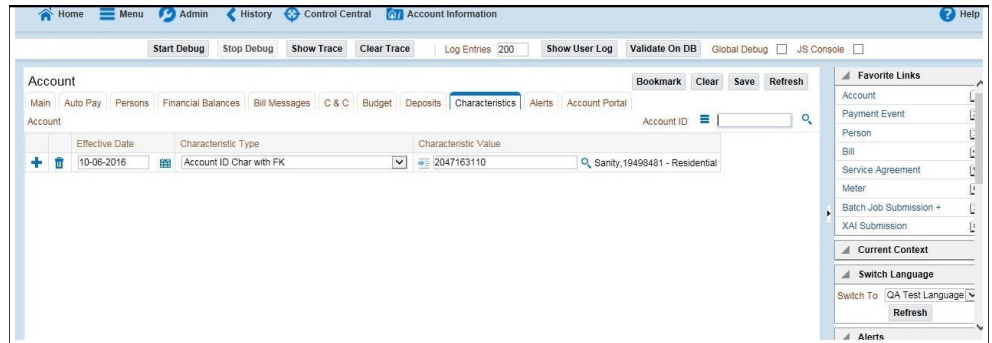 Home Menu Admin History Control Central Account Information Help
Start Debug Stop Debug Show Trace Clear Trace Log Entries 200 Show User Log Validate On DB Global Debug JS Console
Account Bookmark Clear Save Refresh
Main Auto Pay Persons Financial Balances Bill Messages C & C Budget Deposits Characteristics Alerts Account Portal
Account Account ID
Effective Date Characteristic Type Characteristic Value
10-06-2016 Account ID Char with FK 2047163110 Sanity,19498481 - Residential
Favorite Links
Account
Payment Event
Person
Bill
Service Agreement
Meter
Batch Job Submission +
XAI Submission
Current Context
Switch Language
Switch To QA Test Language
Refresh
Alerts